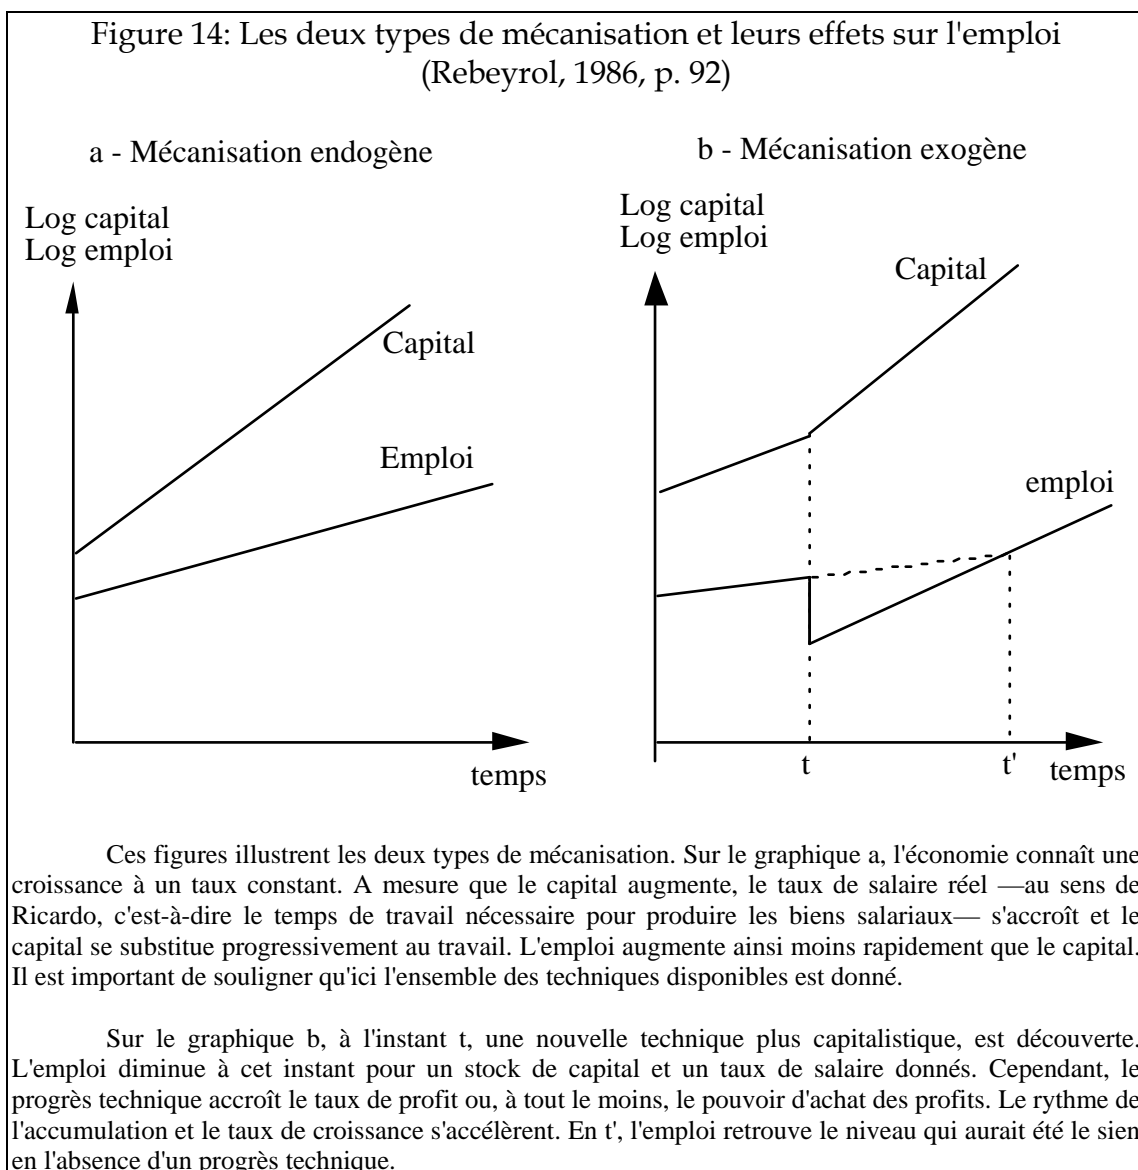 Figure 14: Les deux types de mécanisation et leurs effets sur l'emploi
(Rebeyrol, 1986, p. 92)
a - Mécanisation endogène
b - Mécanisation exogène
Log capital
Log emploi
Log capital
Log emploi
Capital
Capital
Emploi
emploi
temps
t
t'
temps
Ces figures illustrent les deux types de mécanisation. Sur le graphique a, l'économie connaît une
croissance à un taux constant. A mesure que le capital augmente, le taux de salaire réel —au sens de
Ricardo, c'est-à-dire le temps de travail nécessaire pour produire les biens salariaux— s'accroît et le
capital se substitue progressivement au travail. L'emploi augmente ainsi moins rapidement que le capital.
Il est important de souligner qu'ici l'ensemble des techniques disponibles est donné.
Sur le graphique b, à l'instant t, une nouvelle technique plus capitalistique, est découverte.
L'emploi diminue à cet instant pour un stock de capital et un taux de salaire donnés. Cependant, le
progrès technique accroît le taux de profit ou, à tout le moins, le pouvoir d'achat des profits. Le rythme de
l'accumulation et le taux de croissance s'accélèrent. En t', l'emploi retrouve le niveau qui aurait été le sien
en l'absence d'un progrès technique.